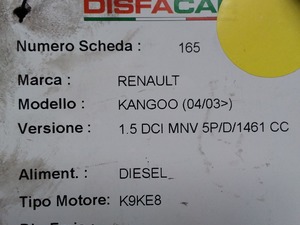 DISFACAR
Numero Scheda : 165
Marca : RENAULT
Modello : KANGOO (04/03>)
Versione : 1.5 DCI MNV 5P/D/1461 CC
Aliment. : DIESEL
Tipo Motore: K9KE8